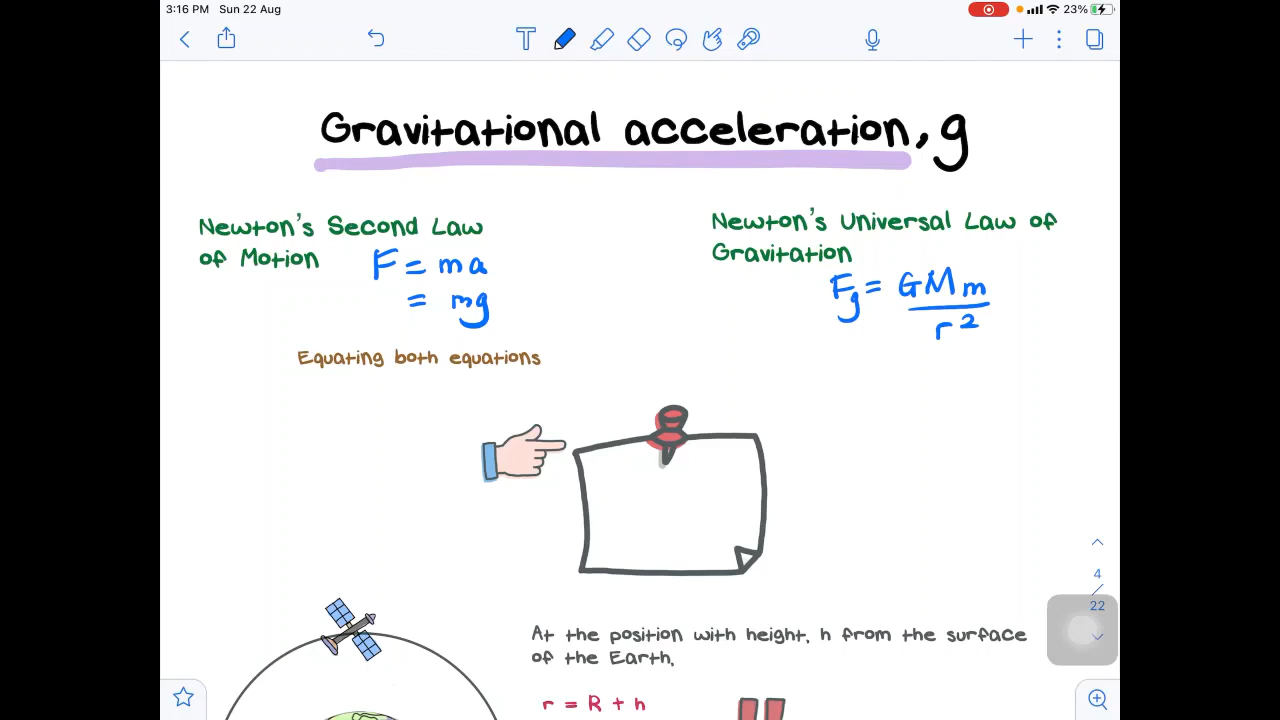 3:16 PM Sun 22 Aug
23%
Gravitational acceleration, g
Newton's Second Law
of Motion
F = ma
= mg
Newton's Universal Law of
Gravitation
Fg = GMm
r²
Equating both equations
4
/
22
At the position with height, h from the surface
of the Earth,
r = R + h